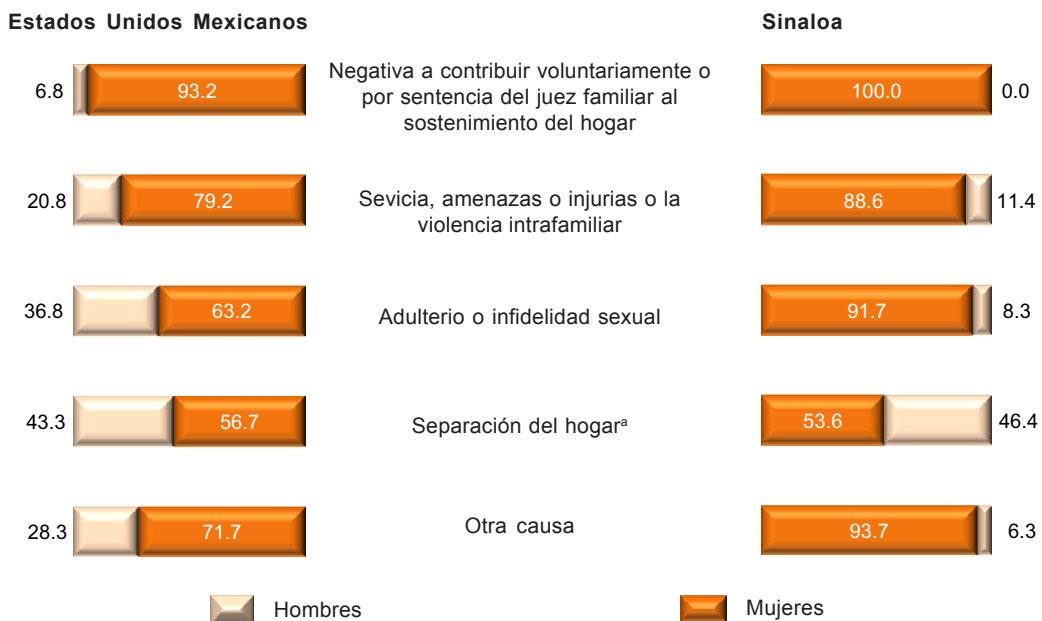 Estados Unidos Mexicanos
Sinaloa
6.8
93.2
Negativa a contribuir voluntariamente o
por sentencia del juez familiar al
sostenimiento del hogar
100.0
0.0
20.8
79.2
Sevicia, amenazas o injurias o la
violencia intrafamiliar
88.6
11.4
36.8
63.2
Adulterio o infidelidad sexual
91.7
8.3
43.3
56.7
Separación del hogarᵃ
53.6
46.4
28.3
71.7
Otra causa
93.7
6.3
Hombres
Mujeres